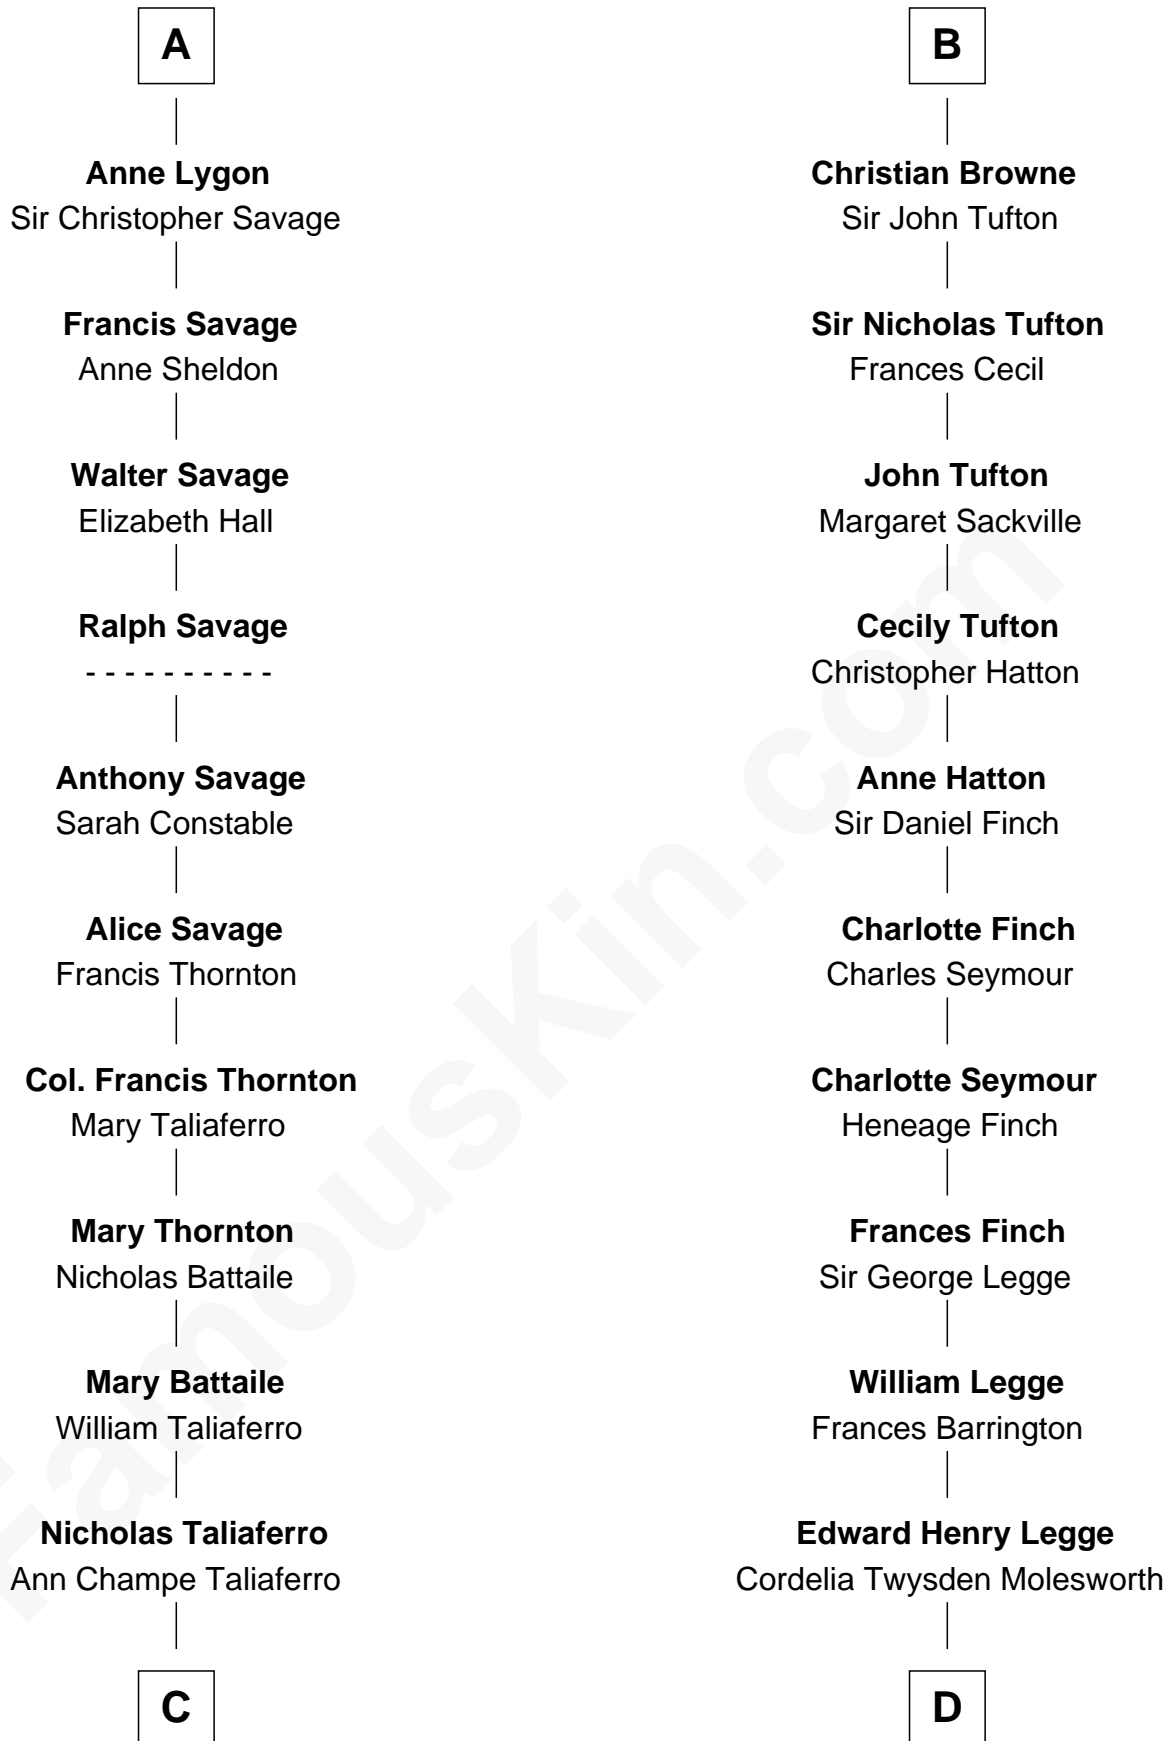 A
Anne Lygon
Sir Christopher Savage
Francis Savage
Anne Sheldon
Walter Savage
Elizabeth Hall
Ralph Savage
- - - - - - - - - -
Anthony Savage
Sarah Constable
Alice Savage
Francis Thornton
Col. Francis Thornton
Mary Taliaferro
Mary Thornton
Nicholas Battaile
Mary Battaile
William Taliaferro
Nicholas Taliaferro
Ann Champe Taliaferro
C
B
Christian Browne
Sir John Tufton
Sir Nicholas Tufton
Frances Cecil
John Tufton
Margaret Sackville
Cecily Tufton
Christopher Hatton
Anne Hatton
Sir Daniel Finch
Charlotte Finch
Charles Seymour
Charlotte Seymour
Heneage Finch
Frances Finch
Sir George Legge
William Legge
Frances Barrington
Edward Henry Legge
Cordelia Twysden Molesworth
D
FamousKin.com